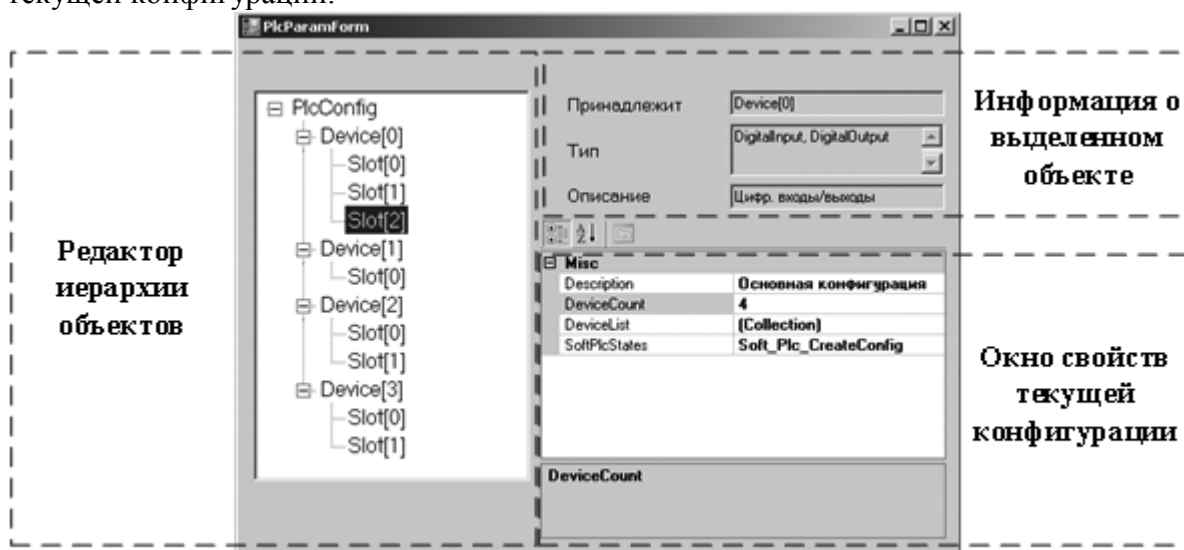 текущей конфигурации.
PlcParamForm
Редактор
иерархии
объектов
PlcConfig
Device[0]
Slot[0]
Slot[1]
Slot[2]
Device[1]
Slot[0]
Device[2]
Slot[0]
Slot[1]
Device[3]
Slot[0]
Slot[1]
Принадлежит
Device[0]
Тип
DigitalInput, DigitalOutput
Описание
Цифр. входы/выходы
Информация о
выделенном
объекте
Misc
Description Основная конфигурация
DeviceCount 4
DeviceList (Collection)
SoftPlcStates Soft_Plc_CreateConfig
DeviceCount
Окно свойств
текущей
конфигурации